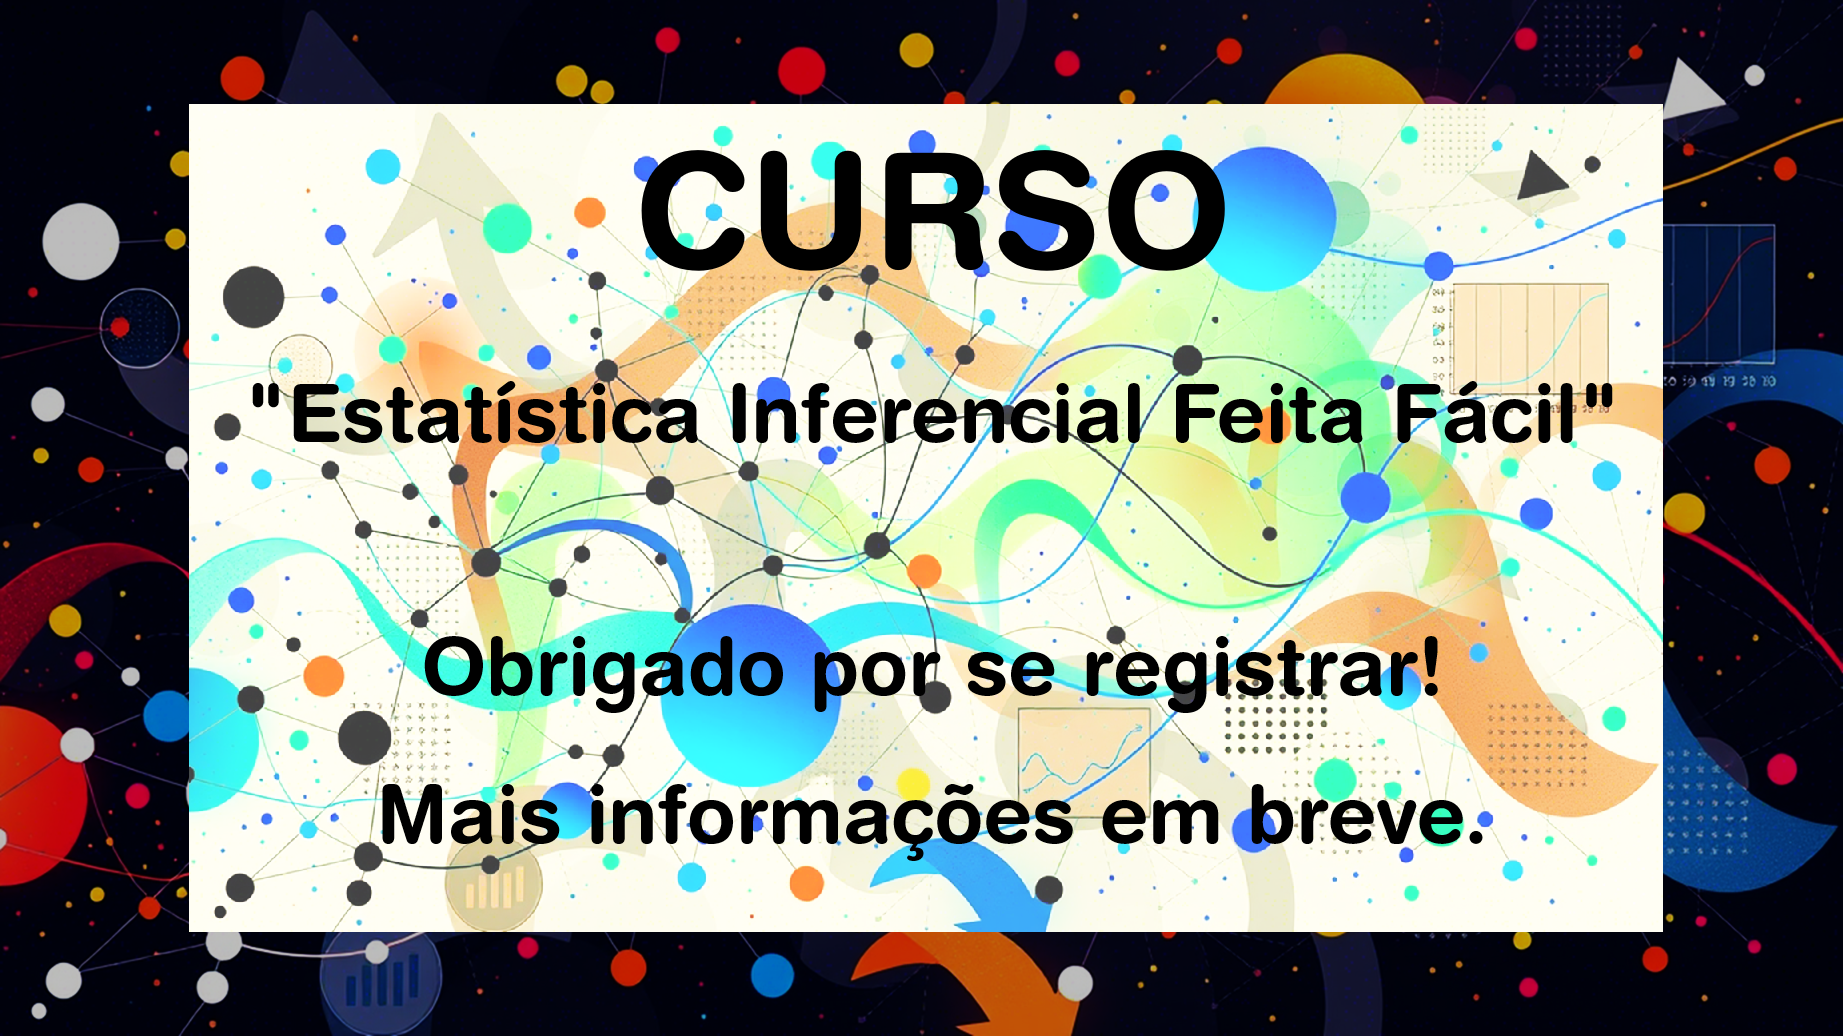 CURSO
"Estatística Inferencial Feita Fácil"
Obrigado por se registrar!
Mais informações em breve.